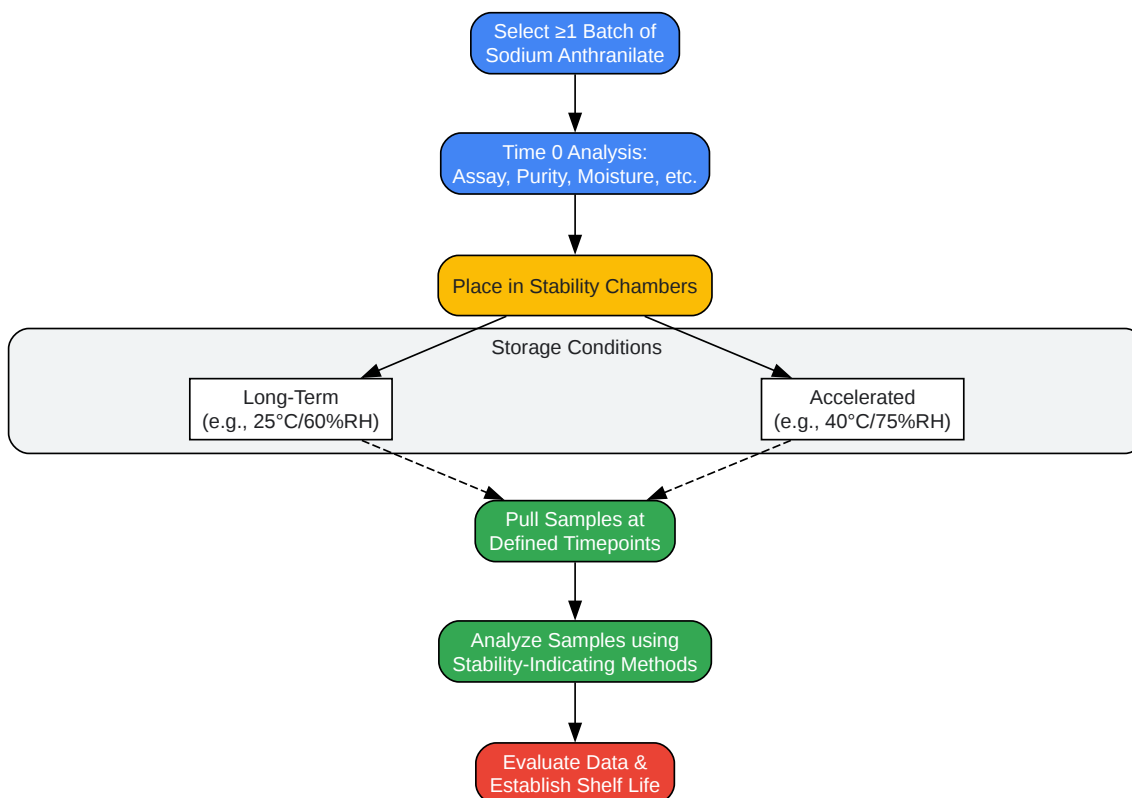 Select ≥1 Batch of
Sodium Anthranilate
Time 0 Analysis:
Assay, Purity, Moisture, etc.
Place in Stability Chambers
Storage Conditions
Long-Term
(e.g., 25°C/60%RH)
Accelerated
(e.g., 40°C/75%RH)
Pull Samples at
Defined Timepoints
Analyze Samples using
Stability-Indicating Methods
Evaluate Data &
Establish Shelf Life